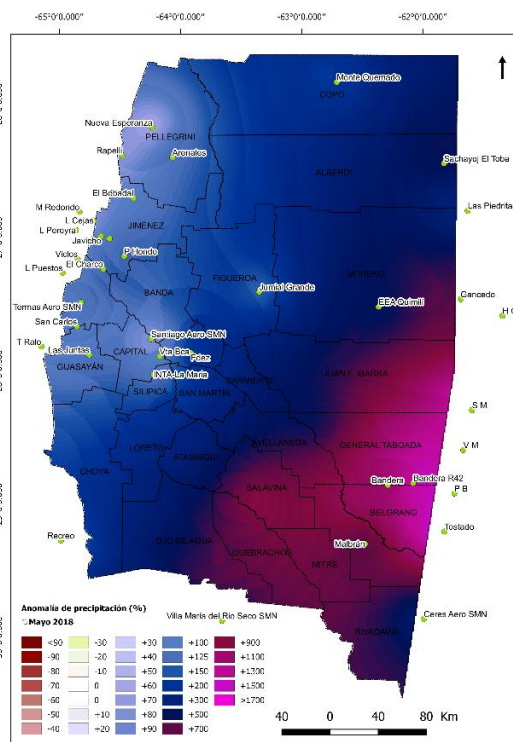 -65°0'0.000" -64°0'0.000" -63°0'0.000" -62°0'0.000"
Monte Quemado
COPO
Nueva Esperanza
PELLEGRINI
Rapelli
Arenales
Sachayoj El Toba
ALBERDI
El Bobadal
Las Piedrita
M Redondo
L Cejas
JIMÉNEZ
L Pereyra
Javicho
P Hondo
Viclos
El Charco
L Puestos
MORENO
FIGUEROA
BANDA
Jumial Grande
Gancedo
EEA Quimilí
Termas Aero SMN
San Carlos
Santiago Aero SMN
T Ralo
Las Juntas
CAPITAL
Vta Bca
Fdez
GUASAYÁN
JUAN F. IBARRA
INTA-La María
SARMIENTO
SILIPICA
SAN MARTÍN
S M
AVELLANEDA
GENERAL TABOADA
LORETO
V M
ATAMISQUI
CHOYA
Bandera
Bandera R42
SALAVINA
P B
BELGRANO
Tostado
Recreo
OJO DE AGUA
Malbrán
QUEBRACHOS
MITRE
Villa María del Río Seco SMN
Ceres Aero SMN
RIVADAVIA
Anomalía de precipitación (%)
Mayo 2018
<90 -30 +30 +100 +900
-90 -20 +40 +125 +1100
-80 -10 +60 +150 +1300
-70 0 +70 +200 +1500
-60 0 +60 +300 >1700
-50 +10 +80 +500
-40 +20 +90 +700
40 0 40 80 Km